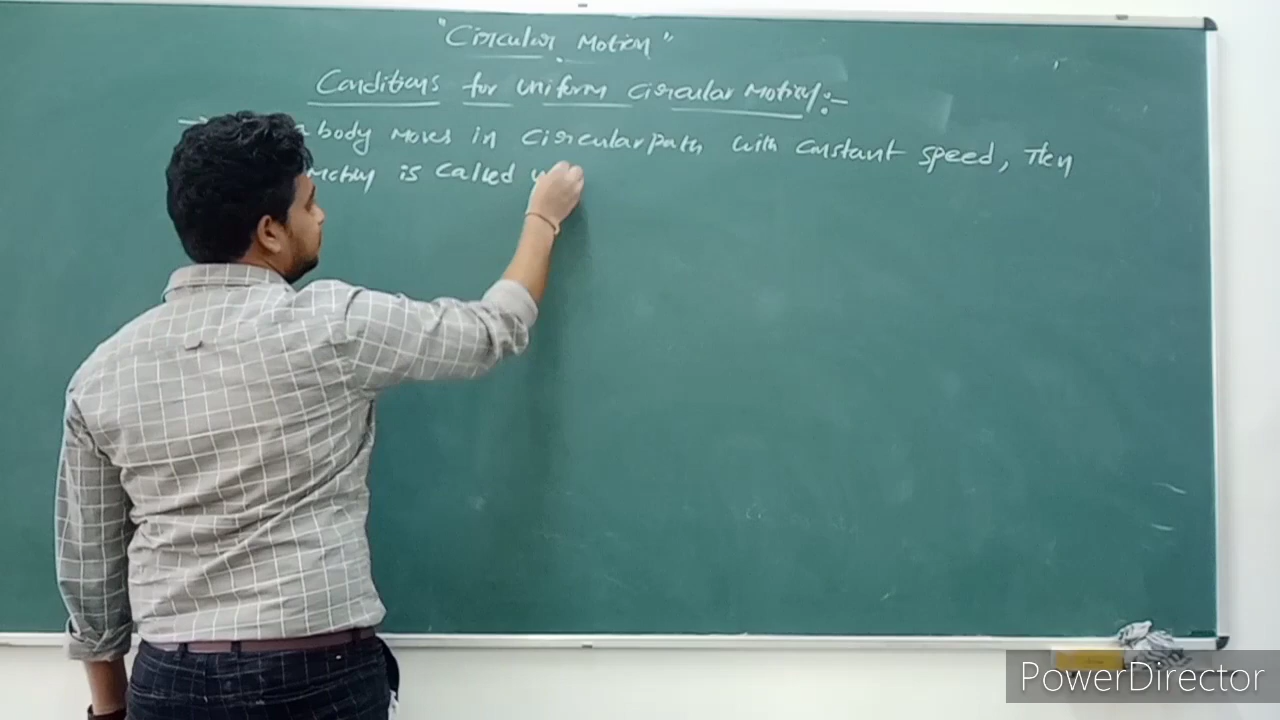 "Circular Motion"
Conditions for uniform circular Motion:-
→ a body moves in circular path with constant speed, Then
motion is called
PowerDirector